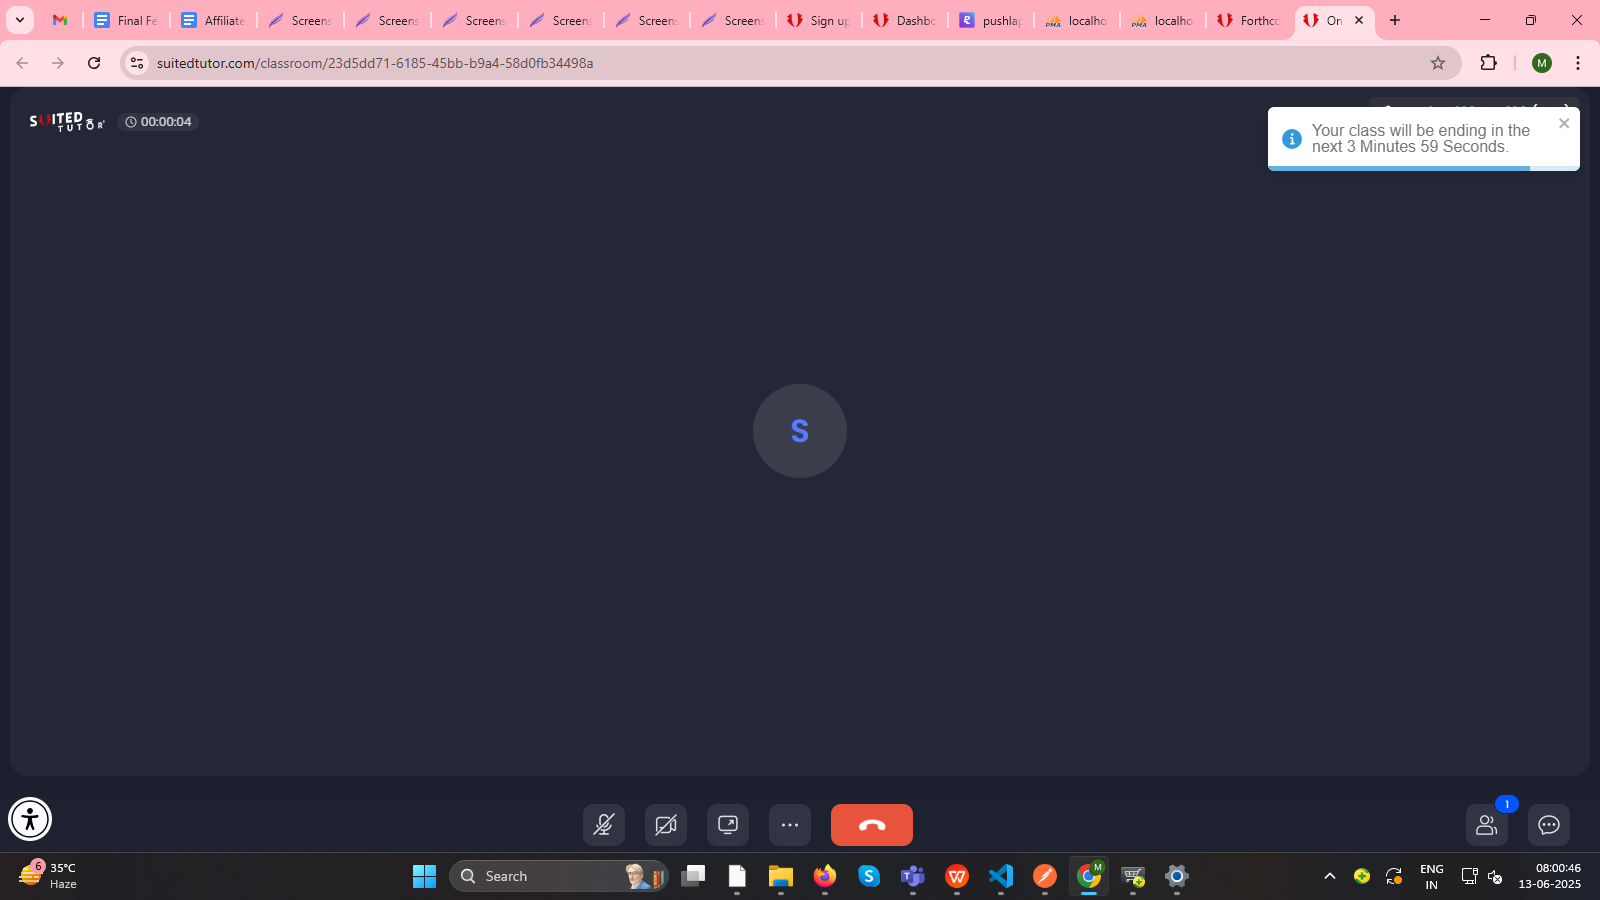 Final Fe
Affiliate
Screens
Screens
Screens
Screens
Screens
Screens
Sign up
Dashbo
pushlap
localho
localho
Forthco
On
suitedtutor.com/classroom/23d5dd71-6185-45bb-b9a4-58d0fb34498a
M
SUITED
TUTOR
00:00:04
Your class will be ending in the
next 3 Minutes 59 Seconds.
S
1
6
35°C
Haze
Search
M
ENG
IN
08:00:46
13-06-2025